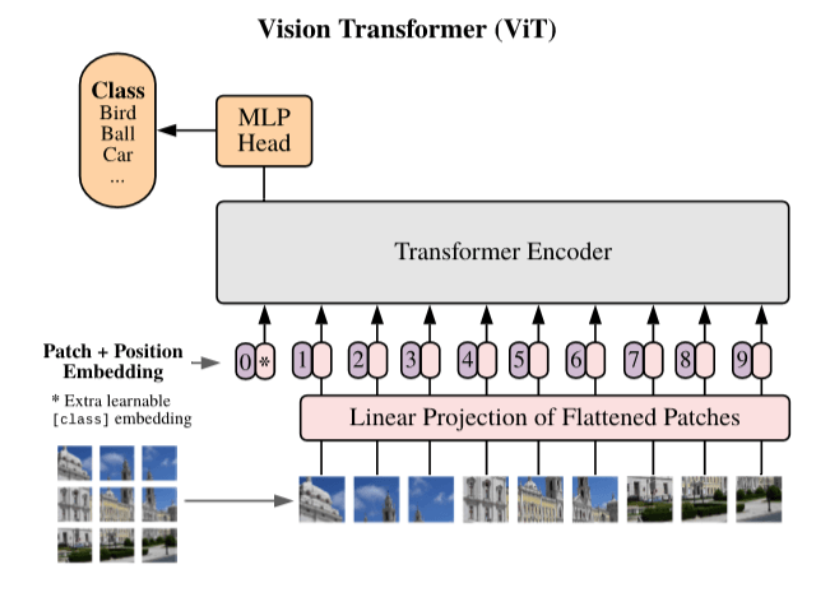 Vision Transformer (ViT)
Class
Bird
Ball
Car
...
MLP
Head
Transformer Encoder
Patch + Position
Embedding
0 * 1 2 3 4 5 6 7 8 9
* Extra learnable
[class] embedding
Linear Projection of Flattened Patches